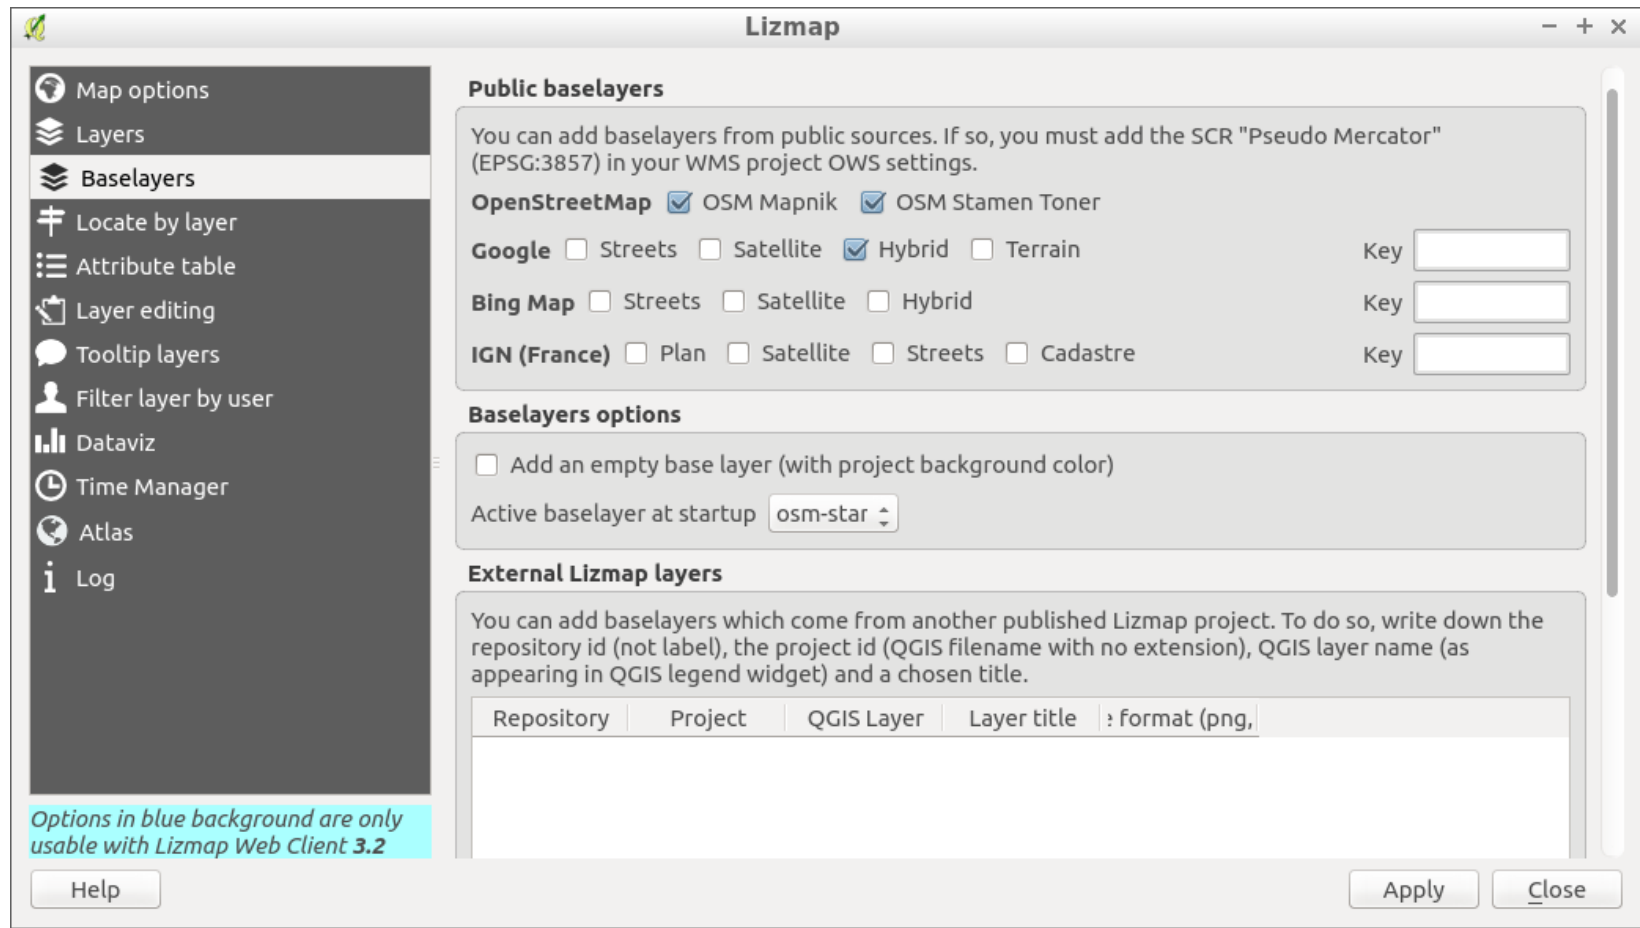 Lizmap
Map options
Layers
Baselayers
Locate by layer
Attribute table
Layer editing
Tooltip layers
Filter layer by user
Dataviz
Time Manager
Atlas
Log
Options in blue background are only
usable with Lizmap Web Client 3.2
Public baselayers
You can add baselayers from public sources. If so, you must add the SCR "Pseudo Mercator"
(EPSG:3857) in your WMS project OWS settings.
OpenStreetMap OSM Mapnik OSM Stamen Toner
Google Streets Satellite Hybrid Terrain Key
Bing Map Streets Satellite Hybrid Key
IGN (France) Plan Satellite Streets Cadastre Key
Baselayers options
Add an empty base layer (with project background color)
Active baselayer at startup osm-star
External Lizmap layers
You can add baselayers which come from another published Lizmap project. To do so, write down the
repository id (not label), the project id (QGIS filename with no extension), QGIS layer name (as
appearing in QGIS legend widget) and a chosen title.
Repository Project QGIS Layer Layer title format (png,
Help Apply Close